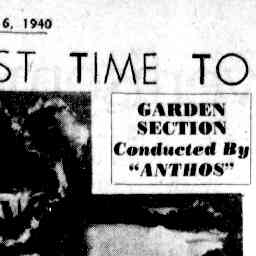 6, 1940
ST TIME TO
GARDEN
SECTION
Conducted By
"ANTHOS"